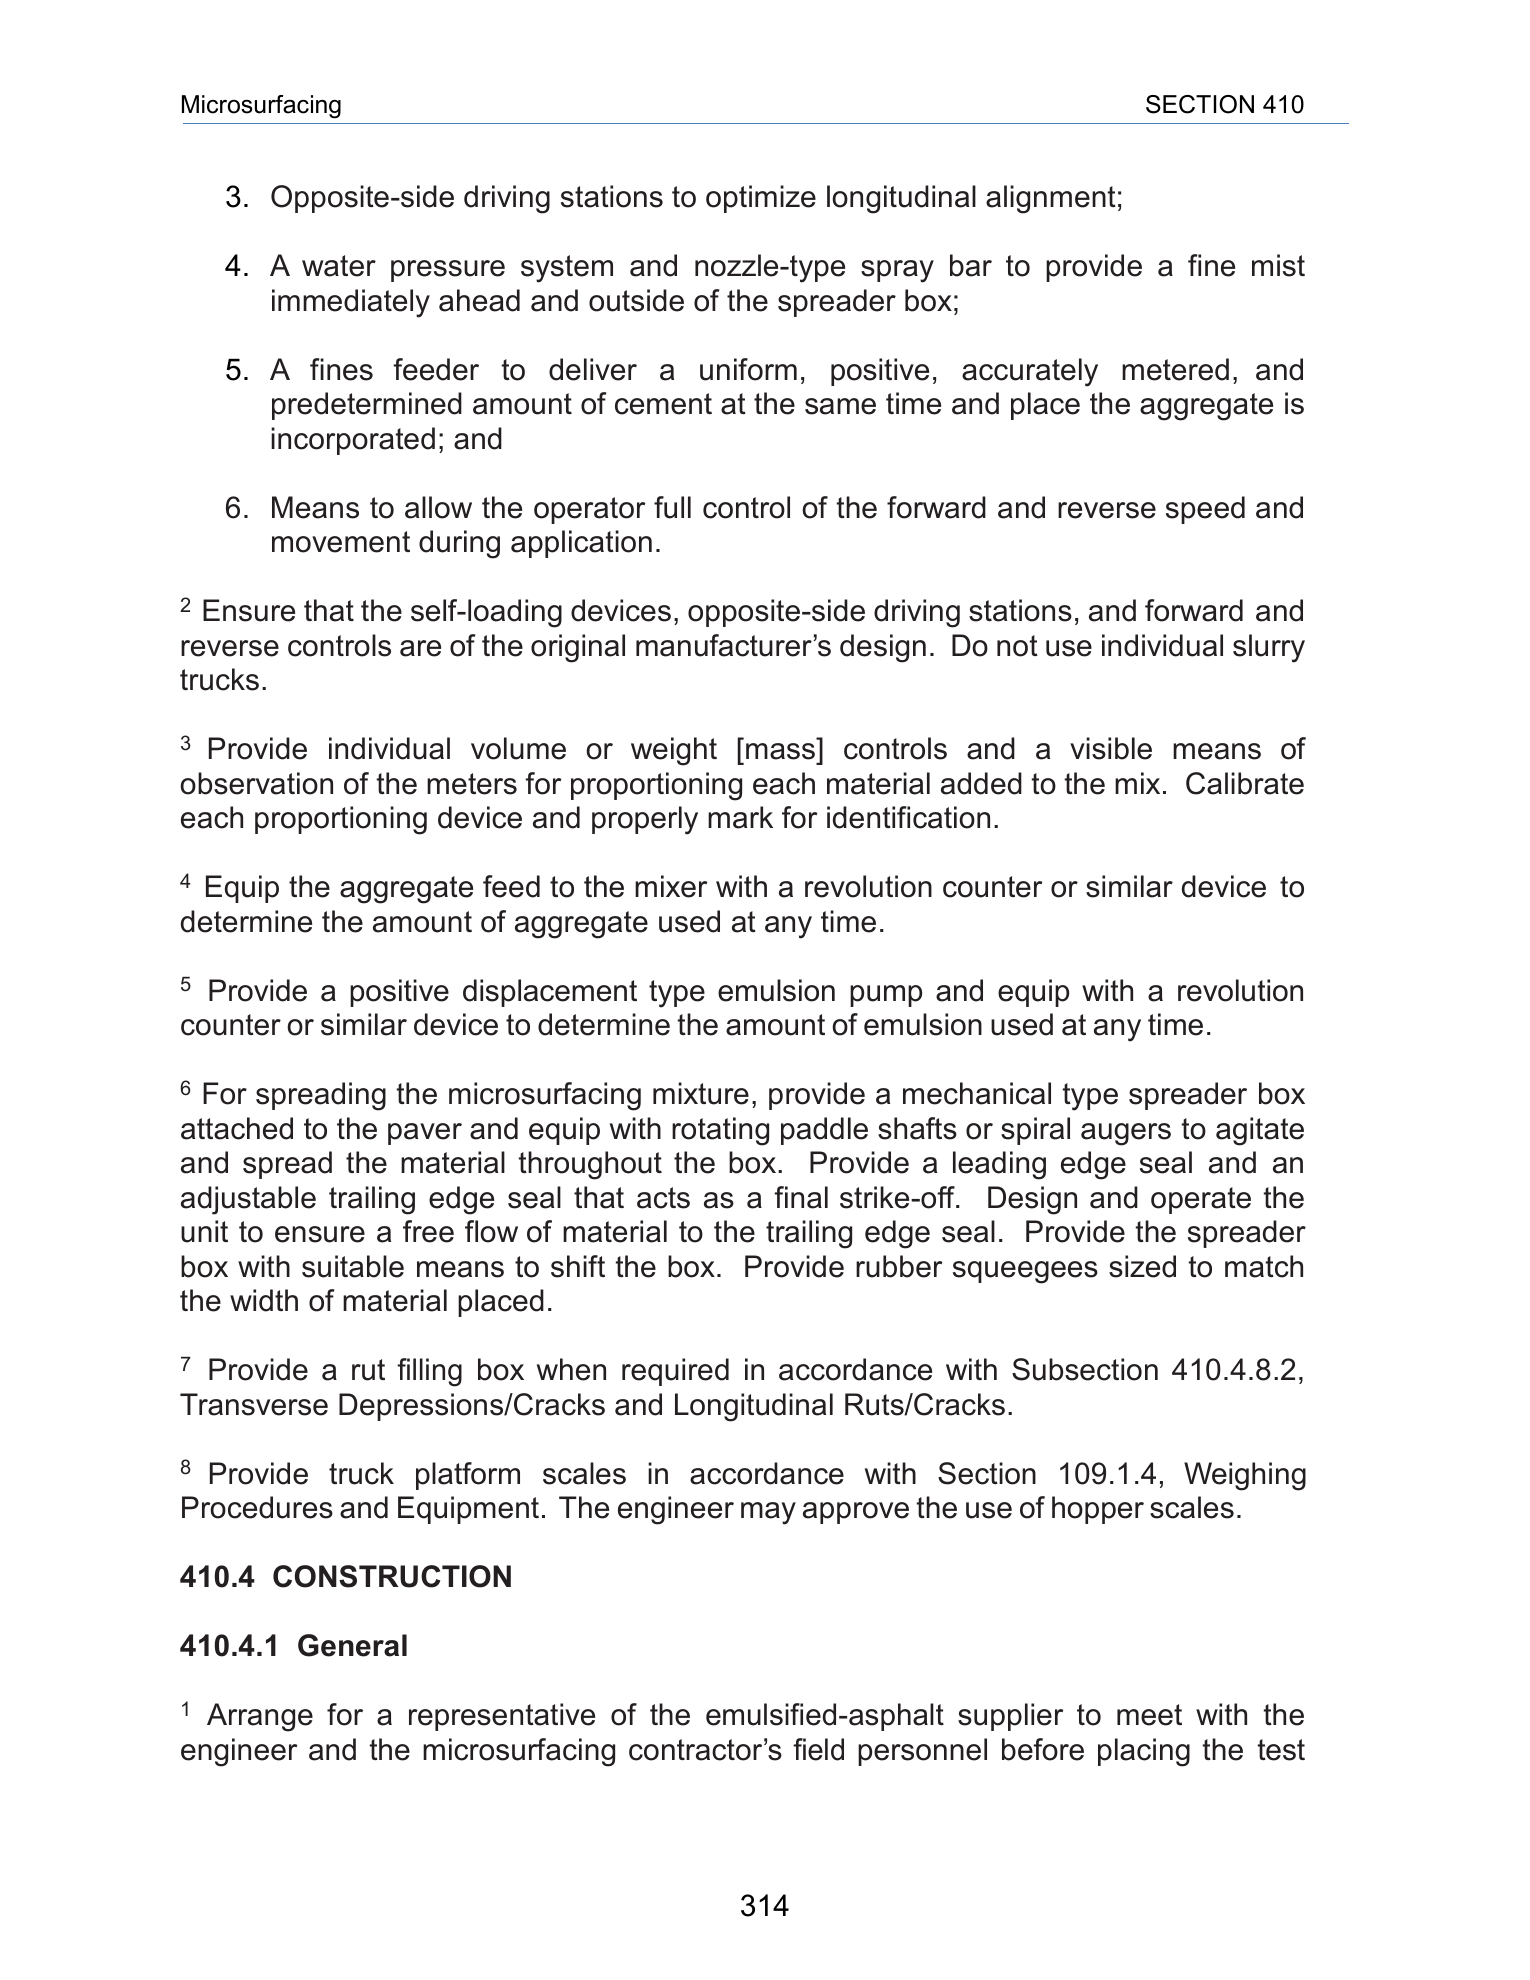 Microsurfacing SECTION 410
3. Opposite-side driving stations to optimize longitudinal alignment;
4. A water pressure system and nozzle-type spray bar to provide a fine mist
immediately ahead and outside of the spreader box;
5. A fines feeder to deliver a uniform, positive, accurately metered, and
predetermined amount of cement at the same time and place the aggregate is
incorporated; and
6. Means to allow the operator full control of the forward and reverse speed and
movement during application.
2 Ensure that the self-loading devices, opposite-side driving stations, and forward and
reverse controls are of the original manufacturer’s design. Do not use individual slurry
trucks.
3 Provide individual volume or weight [mass] controls and a visible means of
observation of the meters for proportioning each material added to the mix. Calibrate
each proportioning device and properly mark for identification.
4 Equip the aggregate feed to the mixer with a revolution counter or similar device to
determine the amount of aggregate used at any time.
5 Provide a positive displacement type emulsion pump and equip with a revolution
counter or similar device to determine the amount of emulsion used at any time.
6 For spreading the microsurfacing mixture, provide a mechanical type spreader box
attached to the paver and equip with rotating paddle shafts or spiral augers to agitate
and spread the material throughout the box. Provide a leading edge seal and an
adjustable trailing edge seal that acts as a final strike-off. Design and operate the
unit to ensure a free flow of material to the trailing edge seal. Provide the spreader
box with suitable means to shift the box. Provide rubber squeegees sized to match
the width of material placed.
7 Provide a rut filling box when required in accordance with Subsection 410.4.8.2,
Transverse Depressions/Cracks and Longitudinal Ruts/Cracks.
8 Provide truck platform scales in accordance with Section 109.1.4, Weighing
Procedures and Equipment. The engineer may approve the use of hopper scales.
410.4 CONSTRUCTION
410.4.1 General
1 Arrange for a representative of the emulsified-asphalt supplier to meet with the
engineer and the microsurfacing contractor’s field personnel before placing the test
314